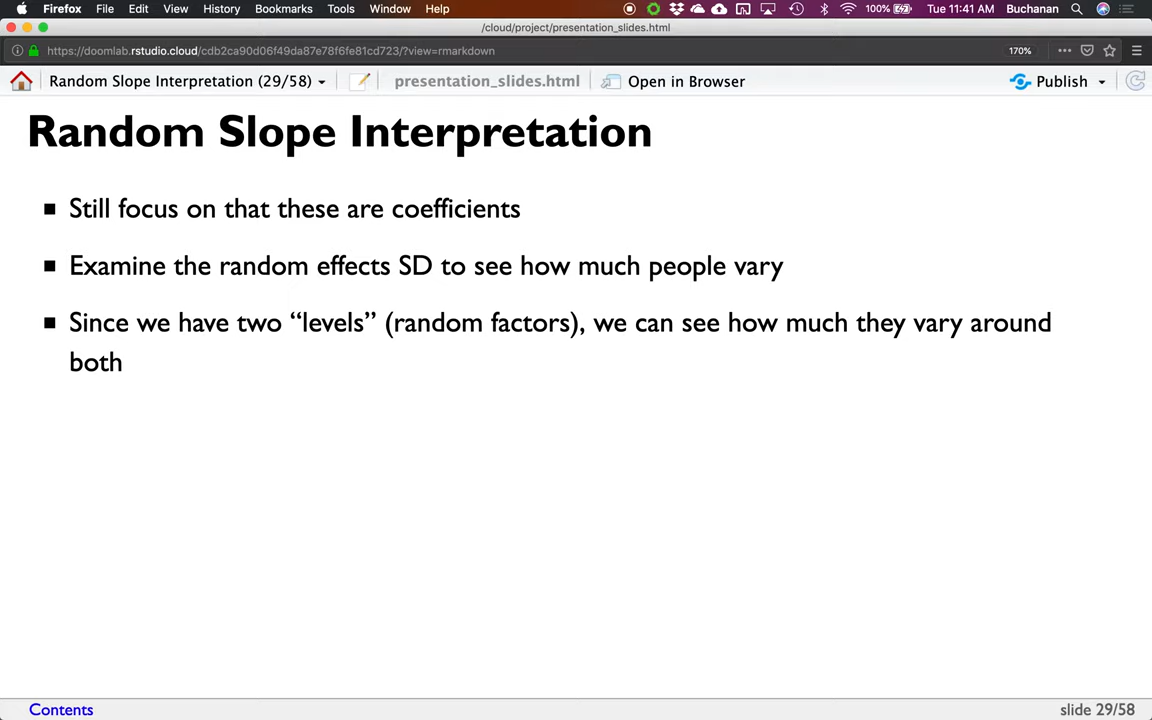 Firefox File Edit View History Bookmarks Tools Window Help 100% Tue 11:41 AM Buchanan
/cloud/project/presentation_slides.html
https://doomlab.rstudio.cloud/cdb2ca90d06f49da87e78f6fe81cd723/?view=rmarkdown 170%
Random Slope Interpretation (29/58) presentation_slides.html Open in Browser Publish
Random Slope Interpretation
Still focus on that these are coefficients
Examine the random effects SD to see how much people vary
Since we have two “levels” (random factors), we can see how much they vary around
both
Contents slide 29/58